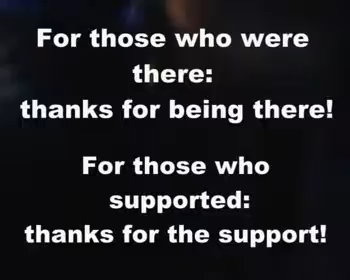 For those who were
there:
thanks for being there!
For those who
supported:
thanks for the support!